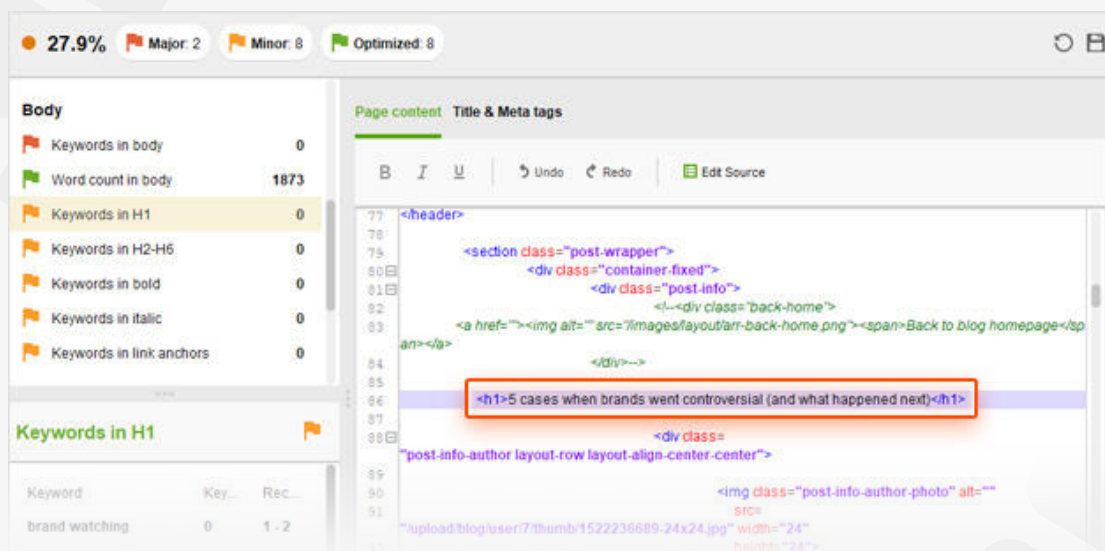 27.9% Major: 2 Minor: 8 Optimized: 8
Body
Keywords in body 0
Word count in body 1873
Keywords in H1 0
Keywords in H2-H6 0
Keywords in bold 0
Keywords in italic 0
Keywords in link anchors 0
Keywords in H1
Keyword Key... Rec...
brand watching 0 1 - 2
Page content Title & Meta tags
B I U Undo Redo Edit Source
77 </header>
78
79 <section class="post-wrapper">
80 <div class="container-fixed">
81 <div class="post-info">
82 <!--<div class="back-home">
83 <a href=""><img alt="" src="/images/layout/arr-back-home.png"><span>Back to blog homepage</sp
an></a>
84 </div>-->
85
86 <h1>5 cases when brands went controversial (and what happened next)</h1>
87
88 <div class=
"post-info-author layout-row layout-align-center-center">
89
90 <img class="post-info-author-photo" alt=""
91 src=
"/upload/blog/user/7/thumb/1522236689-24x24.jpg" width="24"
height="24">